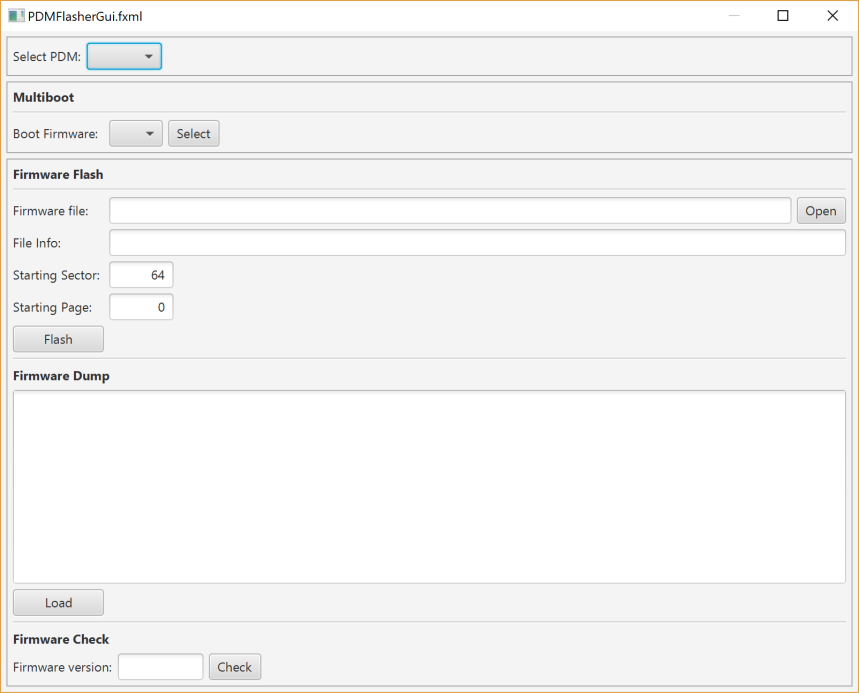 PDMFlasherGui.fxml
Select PDM:
Multiboot
Boot Firmware: Select
Firmware Flash
Firmware file: Open
File Info:
Starting Sector: 64
Starting Page: 0
Flash
Firmware Dump
Load
Firmware Check
Firmware version: Check